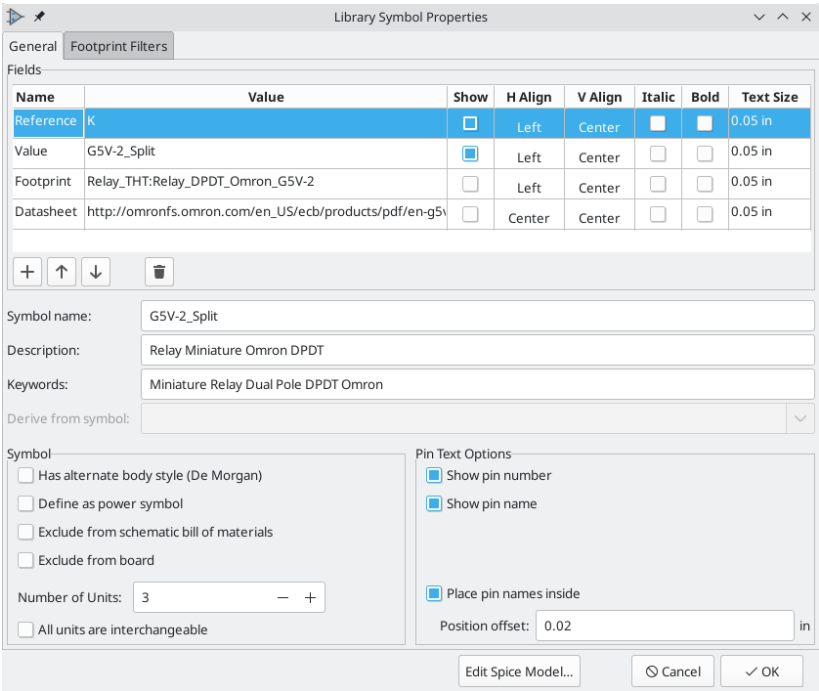 Library Symbol Properties
General Footprint Filters
Fields
Name Value Show H Align V Align Italic Bold Text Size
Reference K Left Center 0.05 in
Value G5V-2_Split Left Center 0.05 in
Footprint Relay_THT:Relay_DPDT_Omron_G5V-2 Left Center 0.05 in
Datasheet http://omronfs.omron.com/en_US/ecb/products/pdf/en-g5v Center Center 0.05 in
Symbol name: G5V-2_Split
Description: Relay Miniature Omron DPDT
Keywords: Miniature Relay Dual Pole DPDT Omron
Derive from symbol:
Symbol
Has alternate body style (De Morgan)
Define as power symbol
Exclude from schematic bill of materials
Exclude from board
Number of Units: 3 − +
All units are interchangeable
Pin Text Options
Show pin number
Show pin name
Place pin names inside
Position offset: 0.02 in
Edit Spice Model... Cancel OK